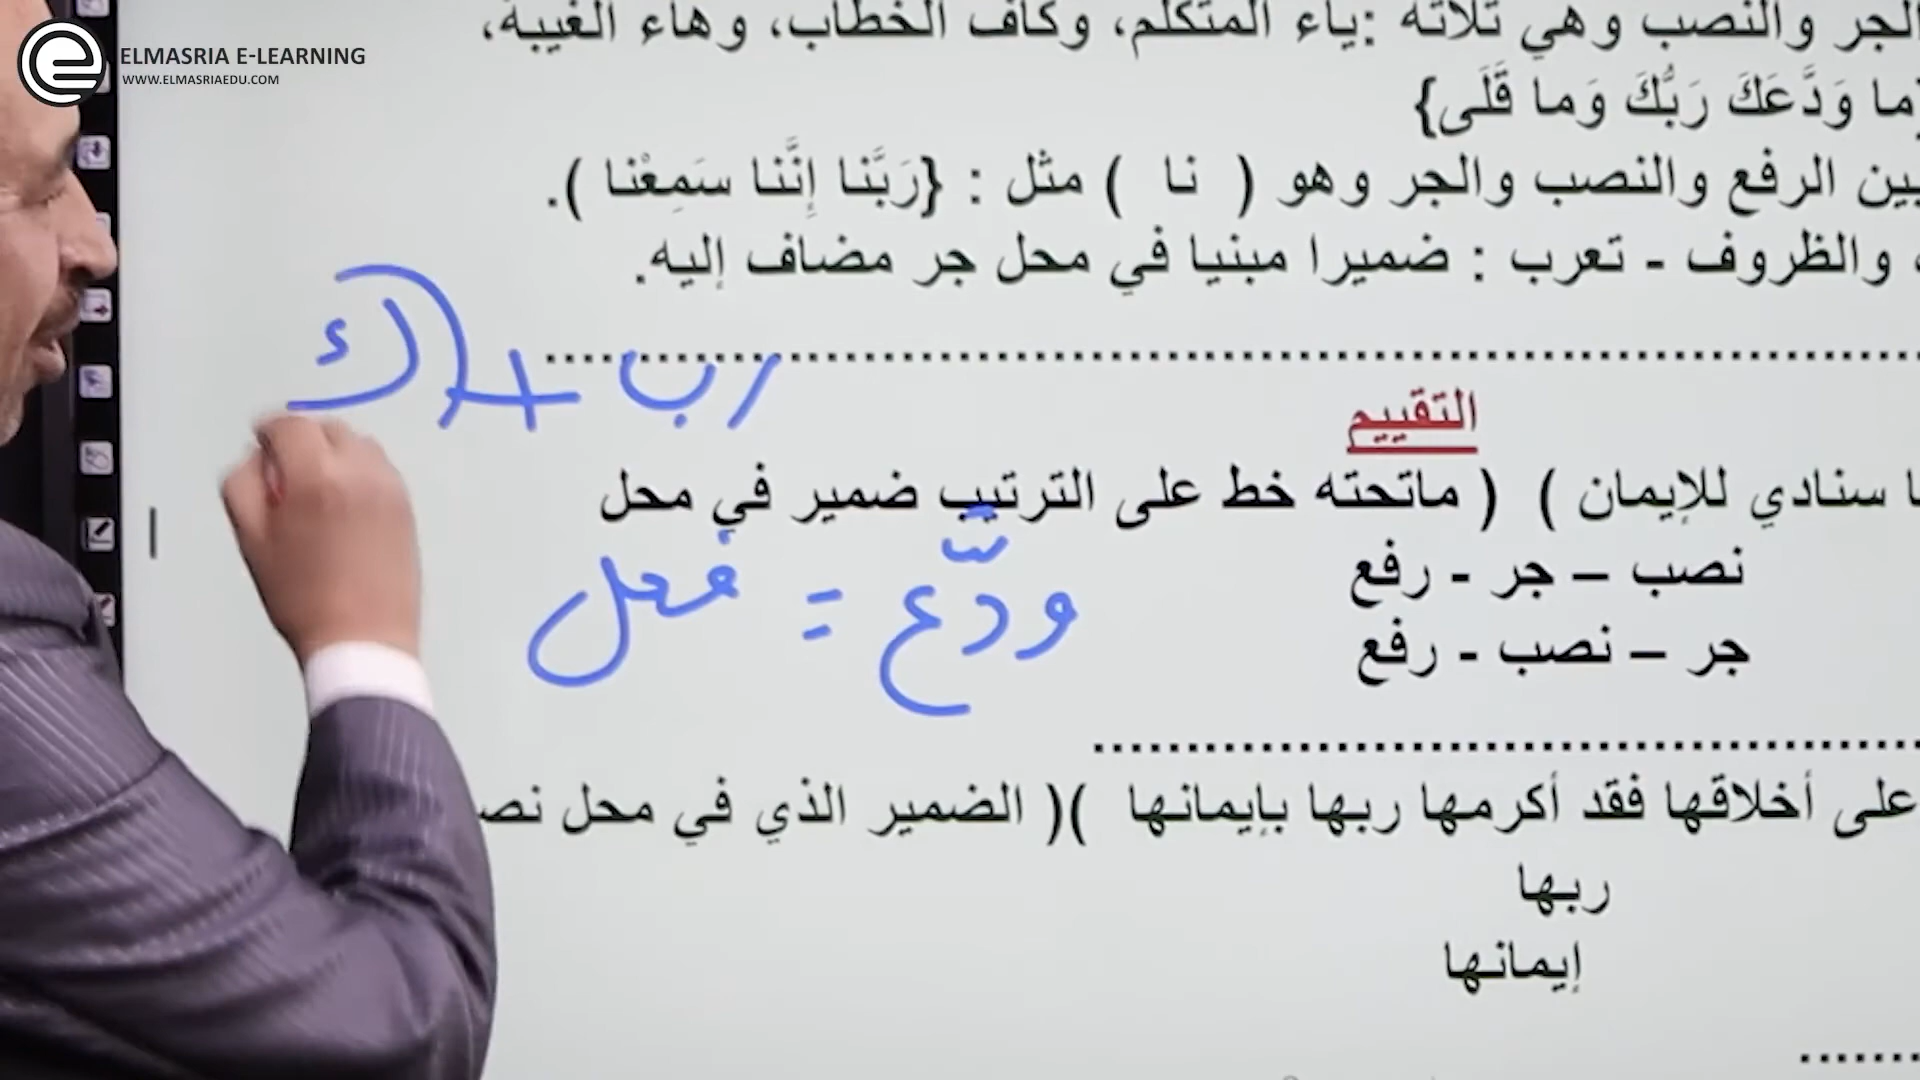 ELMASRIA E-LEARNING
WWW.ELMASRIAEDU.COM
الجر والنصب وهي ثلاثة :ياء المتكلم، وكاف الخطاب، وهاء الغيبة،
ما وَدَّعَكَ رَبُّكَ وَما قَلَى}
الرفع والنصب والجر وهو ( نا ) مثل : {رَبَّنا إِنَّنا سَمِعْنا ).
والظروف - تعرب : ضميرا مبنيا في محل جر مضاف إليه.
رب + (ك
التقييم
سنادي للإيمان ) ( ماتحته خط على الترتيب ضمير في محل
نصب – جر - رفع
ودّع = فعل
جر – نصب - رفع
على أخلاقها فقد أكرمها ربها بإيمانها )( الضمير الذي في محل نص
ربها
إيمانها